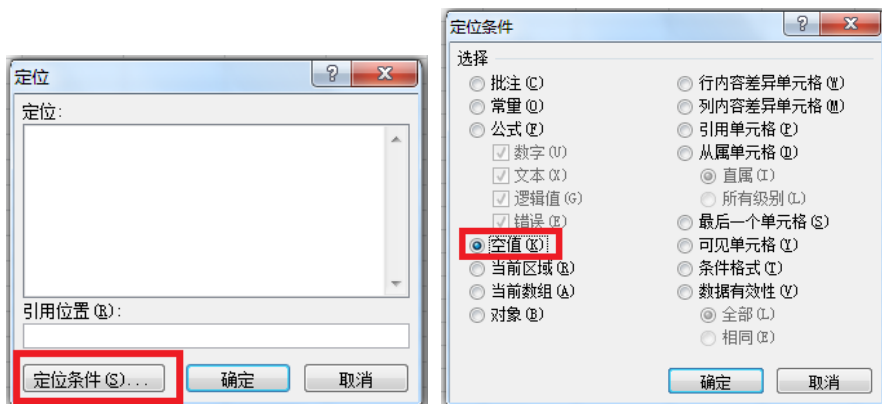 定位
定位:
引用位置(R):
定位条件(S)...
确定
取消
定位条件
选择
批注(C)
常量(O)
公式(F)
数字(U)
文本(X)
逻辑值(G)
错误(E)
空值(K)
当前区域(R)
当前数组(A)
对象(B)
行内容差异单元格(W)
列内容差异单元格(M)
引用单元格(P)
从属单元格(D)
直属(I)
所有级别(L)
最后一个单元格(S)
可见单元格(Y)
条件格式(T)
数据有效性(V)
全部(L)
相同(E)
确定
取消